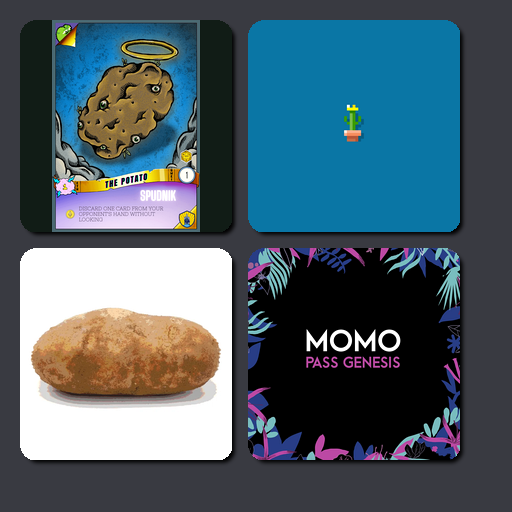 THE POTATO
1
SPUDNIK
DISCARD ONE CARD FROM YOUR
OPPONENT'S HAND WITHOUT
LOOKING
MOMO
PASS GENESIS